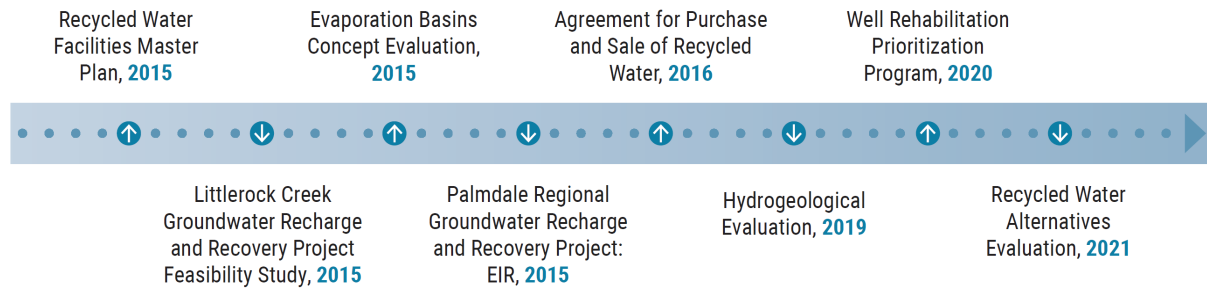 Recycled Water
Facilities Master
Plan, 2015
Evaporation Basins
Concept Evaluation,
2015
Agreement for Purchase
and Sale of Recycled
Water, 2016
Well Rehabilitation
Prioritization
Program, 2020
Littlerock Creek
Groundwater Recharge
and Recovery Project
Feasibility Study, 2015
Palmdale Regional
Groundwater Recharge
and Recovery Project:
EIR, 2015
Hydrogeological
Evaluation, 2019
Recycled Water
Alternatives
Evaluation, 2021